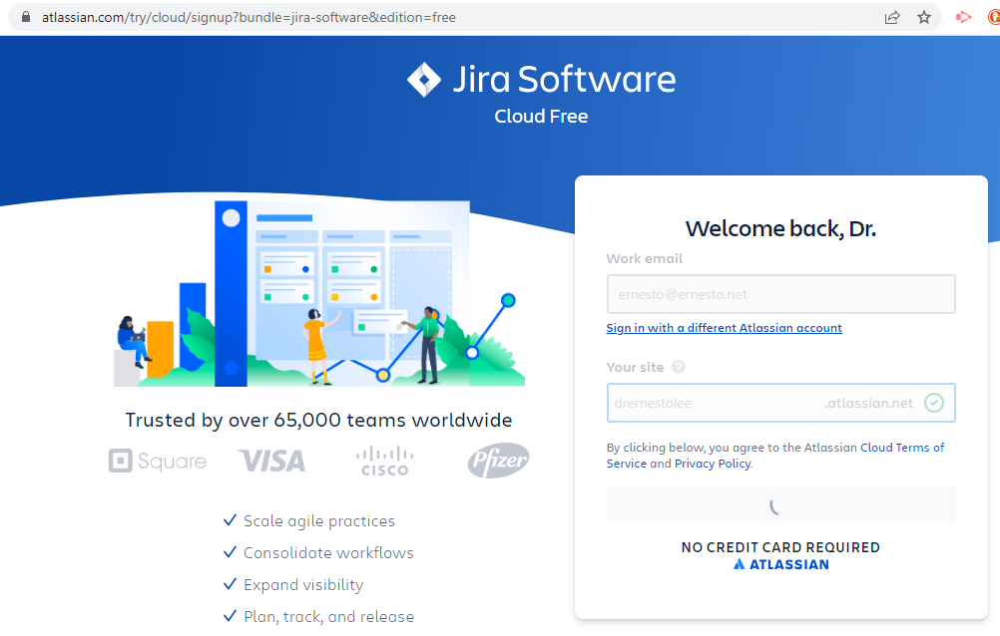 atlassian.com/try/cloud/signup?bundle=jira-software&edition=free
Jira Software
Cloud Free
Welcome back, Dr.
Work email
ernesto@ernesto.net
Sign in with a different Atlassian account
Your site ?
drernestolee .atlassian.net
By clicking below, you agree to the Atlassian Cloud Terms of
Service and Privacy Policy.
NO CREDIT CARD REQUIRED
ATLASSIAN
Trusted by over 65,000 teams worldwide
Square VISA CISCO Pfizer
Scale agile practices
Consolidate workflows
Expand visibility
Plan, track, and release